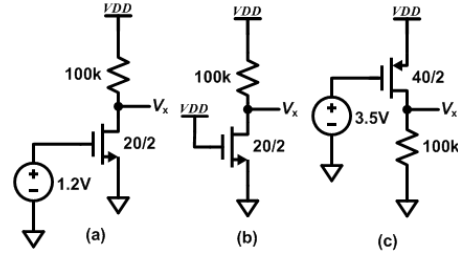 VDD
100k
Vx
20/2
1.2V
(a)
VDD
100k
VDD
Vx
20/2
(b)
VDD
40/2
3.5V
Vx
100k
(c)